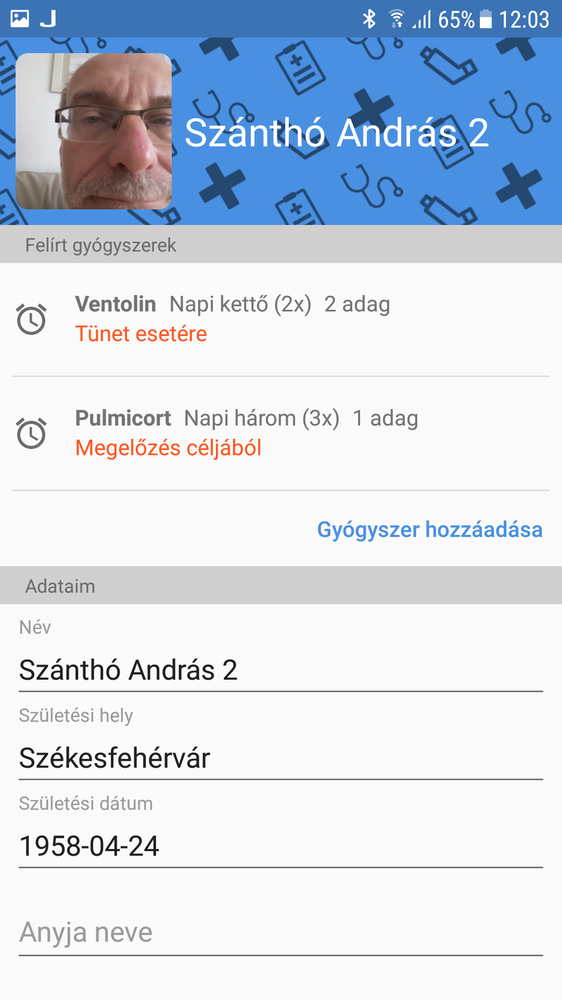 65% 12:03
Szánthó András 2
Felírt gyógyszerek
Ventolin Napi kettő (2x) 2 adag
Tünet esetére
Pulmicort Napi három (3x) 1 adag
Megelőzés céljából
Gyógyszer hozzáadása
Adataim
Név
Szánthó András 2
Születési hely
Székesfehérvár
Születési dátum
1958-04-24
Anyja neve